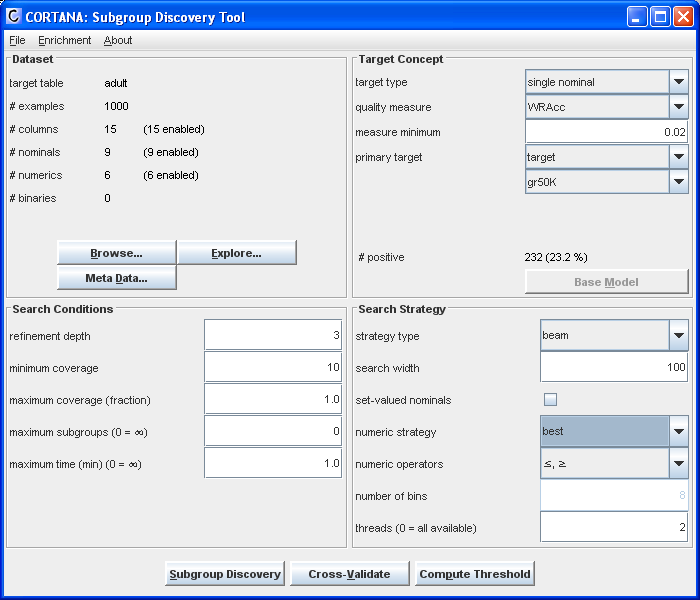 CORTANA: Subgroup Discovery Tool
File Enrichment About
Dataset
target table adult
# examples 1000
# columns 15 (15 enabled)
# nominals 9 (9 enabled)
# numerics 6 (6 enabled)
# binaries 0
Browse... Explore...
Meta Data...
Target Concept
target type single nominal
quality measure WRAcc
measure minimum 0.02
primary target target
gr50K
# positive 232 (23.2 %)
Base Model
Search Conditions
refinement depth 3
minimum coverage 10
maximum coverage (fraction) 1.0
maximum subgroups (0 = ∞) 0
maximum time (min) (0 = ∞) 1.0
Search Strategy
strategy type beam
search width 100
set-valued nominals
numeric strategy best
numeric operators ≤, ≥
number of bins 8
threads (0 = all available) 2
Subgroup Discovery Cross-Validate Compute Threshold